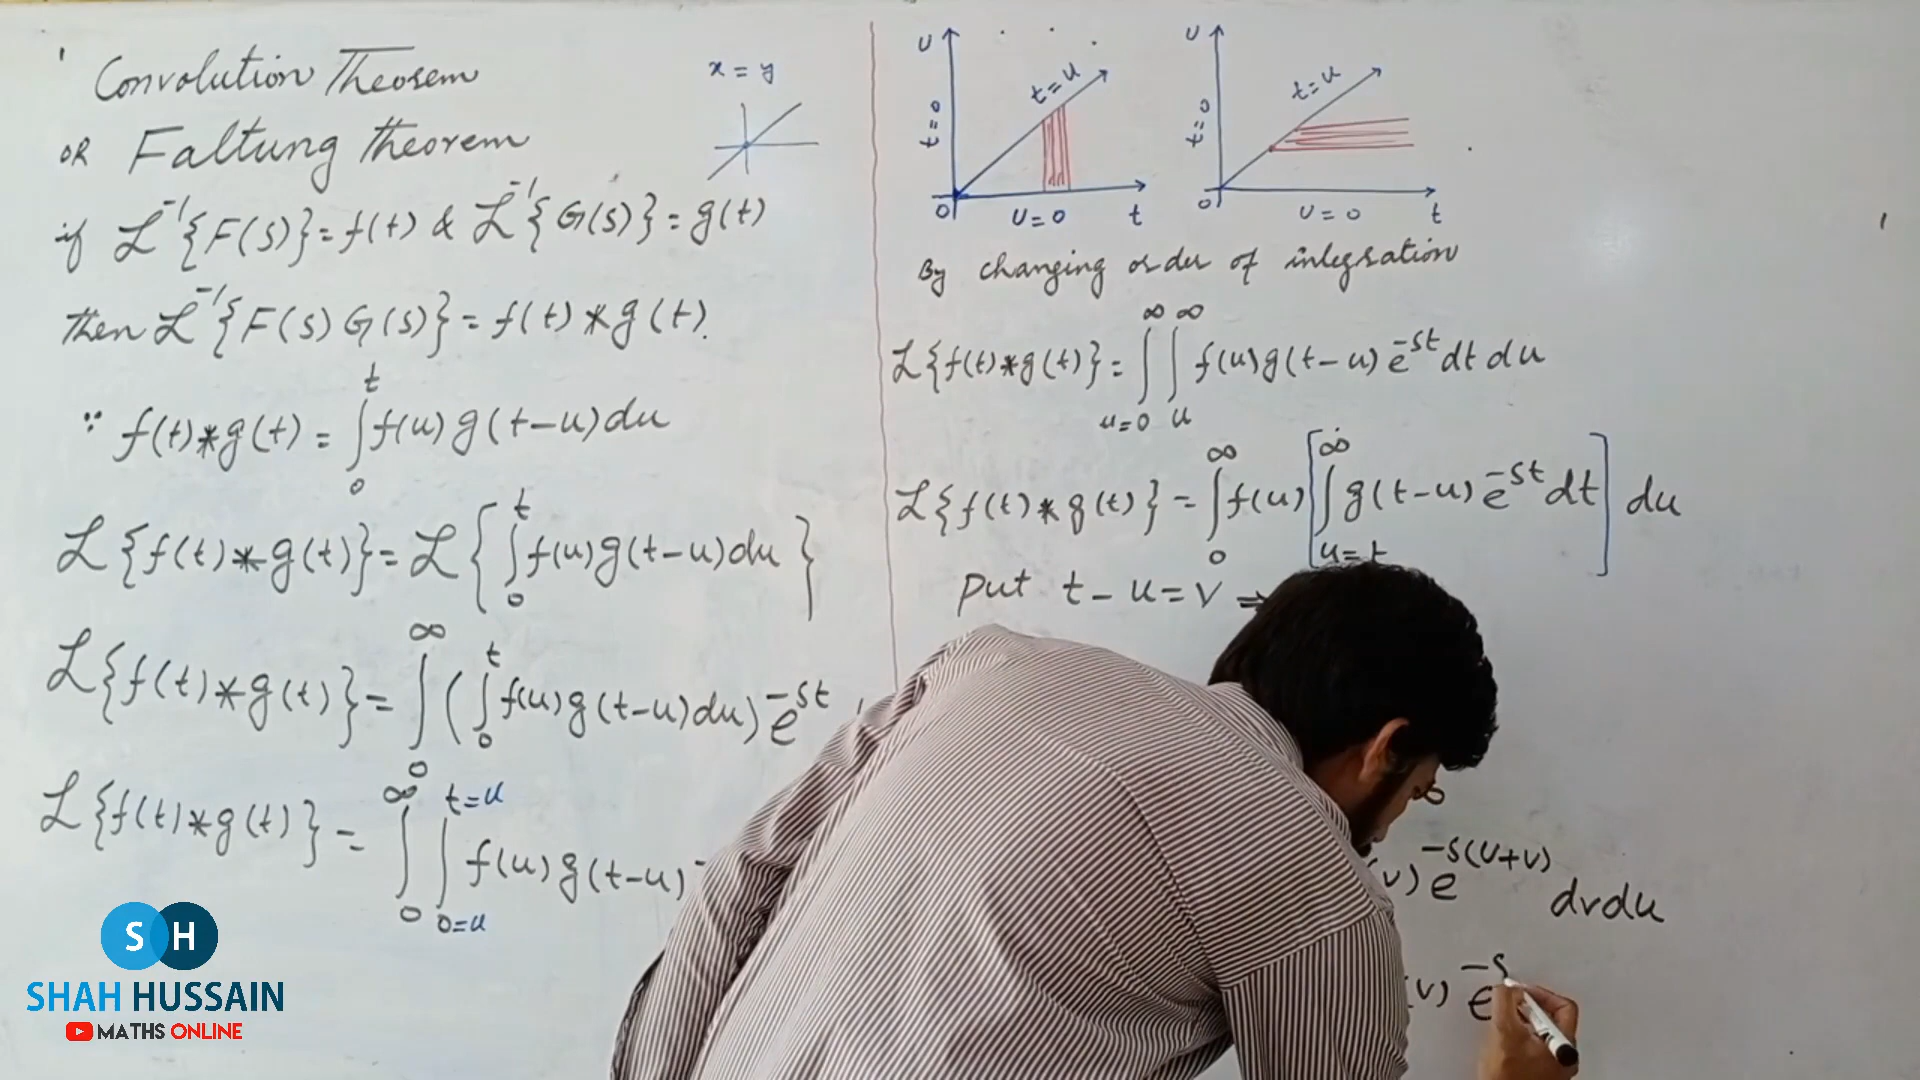 Convolution Theorem
OR Faltung theorem
x = y
if ℒ⁻¹{F(s)} = f(t) & ℒ⁻¹{G(s)} = g(t)
then ℒ⁻¹{F(s) G(s)} = f(t) * g(t).
∵ f(t)*g(t) = ∫₀ᵗ f(u) g(t-u) du
ℒ{f(t)*g(t)} = ℒ{∫₀ᵗ f(u) g(t-u) du}
ℒ{f(t)*g(t)} = ∫₀^∞ (∫₀ᵗ f(u) g(t-u) du) e^-st
ℒ{f(t)*g(t)} = ∫₀^∞ ∫_{0=u}^{t=u} f(u) g(t-u)
SH
SHAH HUSSAIN
MATHS ONLINE
U t=0 t=u
0 U=0 t
U t=0 t=u
0 U=0 t
By changing order of integration
ℒ{f(t)*g(t)} = ∫_{u=0}^∞ ∫_u^∞ f(u) g(t-u) e^-st dt du
ℒ{f(t)*g(t)} = ∫₀^∞ f(u) [∫_{u=t}^∞ g(t-u) e^-st dt] du
Put t - u = v ⇒
∞
(v) e^-s(u+v) dv du
(v) e^-s